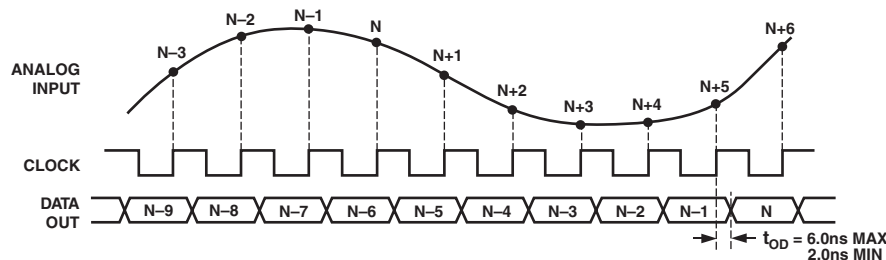 N–3
N–2
N–1
N
N+1
N+2
N+3
N+4
N+5
N+6
ANALOG
INPUT
CLOCK
DATA
OUT
N–9
N–8
N–7
N–6
N–5
N–4
N–3
N–2
N–1
N
tOD = 6.0ns MAX
2.0ns MIN